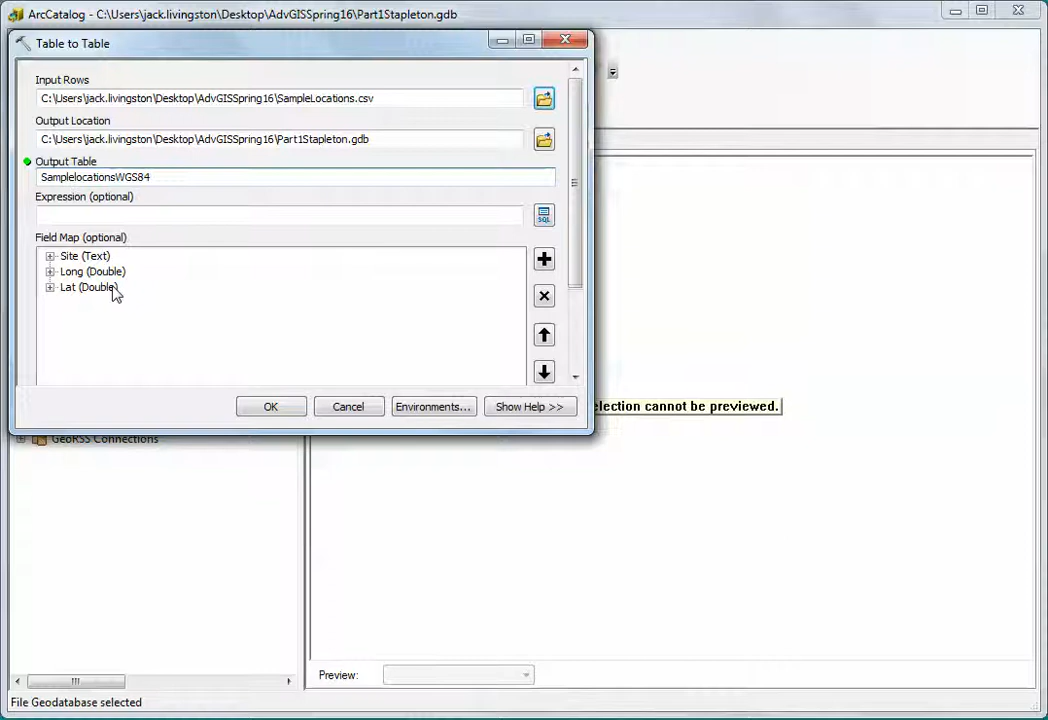 ArcCatalog - C:\Users\jack.livingston\Desktop\AdvGISSpring16\Part1Stapleton.gdb
Table to Table
Input Rows
C:\Users\jack.livingston\Desktop\AdvGISSpring16\SampleLocations.csv
Output Location
C:\Users\jack.livingston\Desktop\AdvGISSpring16\Part1Stapleton.gdb
Output Table
SamplelocationsWGS84
Expression (optional)
SQL
Field Map (optional)
Site (Text)
Long (Double)
Lat (Double)
OK
Cancel
Environments...
Show Help >>
election cannot be previewed.
GeoRSS Connections
Preview:
File Geodatabase selected